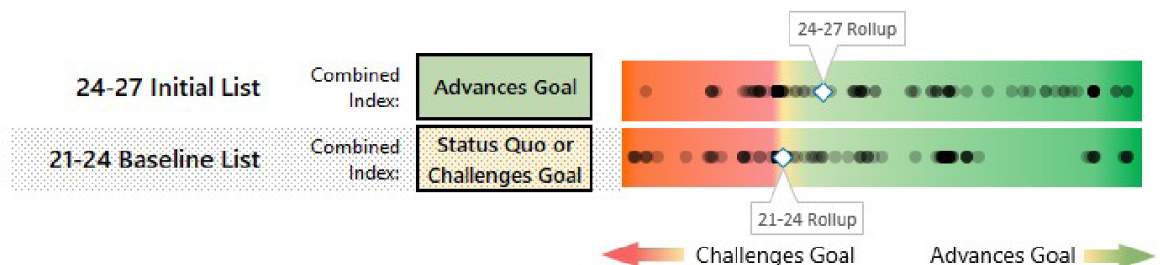 24-27 Rollup
24-27 Initial List
Combined
Index:
Advances Goal
21-24 Baseline List
Combined
Index:
Status Quo or
Challenges Goal
21-24 Rollup
Challenges Goal
Advances Goal